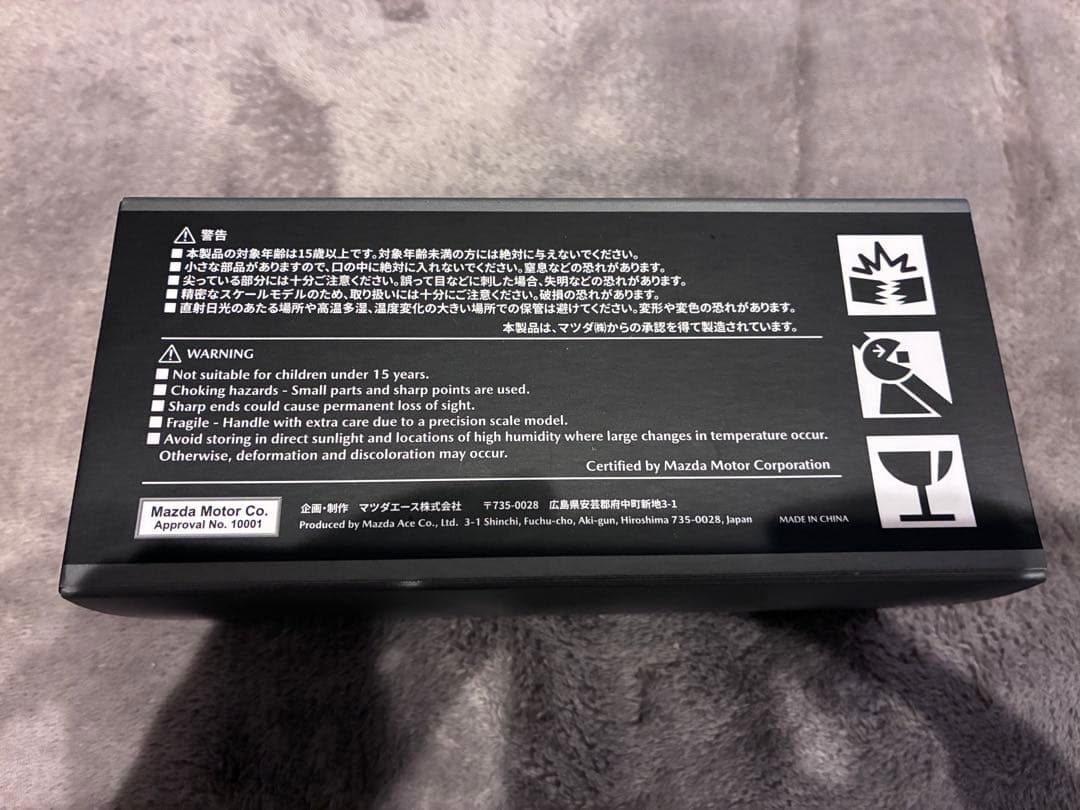 ⚠ 警告
■ 本製品の対象年齢は15歳以上です。対象年齢未満の方には絶対に与えないでください。
■ 小さな部品がありますので、口の中に絶対に入れないでください。窒息などの恐れがあります。
■ 尖っている部分には十分ご注意ください。誤って目などに刺した場合、失明などの恐れがあります。
■ 精密なスケールモデルのため、取り扱いには十分にご注意ください。破損の恐れがあります。
■ 直射日光のあたる場所や高温多湿、温度変化の大きい場所での保管は避けてください。変形や変色の恐れがあります。
本製品は、マツダ㈱からの承認を得て製造されています。
⚠ WARNING
■ Not suitable for children under 15 years.
■ Choking hazards - Small parts and sharp points are used.
■ Sharp ends could cause permanent loss of sight.
■ Fragile - Handle with extra care due to a precision scale model.
■ Avoid storing in direct sunlight and locations of high humidity where large changes in temperature occur.
Otherwise, deformation and discoloration may occur.
Certified by Mazda Motor Corporation
Mazda Motor Co.
Approval No. 10001
企画・制作 マツダエース株式会社 〒735-0028 広島県安芸郡府中町新地3-1
Produced by Mazda Ace Co., Ltd. 3-1 Shinchi, Fuchu-cho, Aki-gun, Hiroshima 735-0028, Japan
MADE IN CHINA